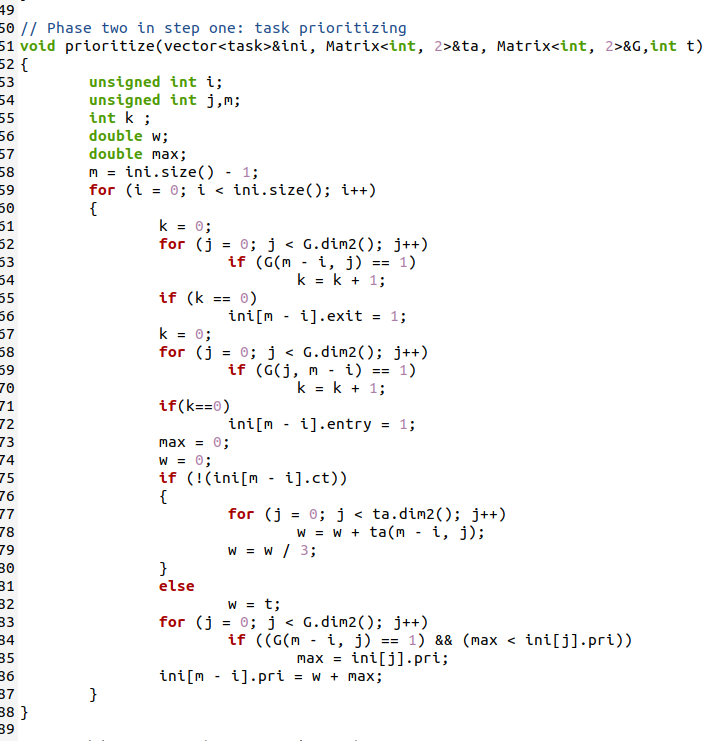 49
50 // Phase two in step one: task prioritizing
51 void prioritize(vector<task>&ini, Matrix<int, 2>&ta, Matrix<int, 2>&G,int t)
52 {
53         unsigned int i;
54         unsigned int j,m;
55         int k ;
56         double w;
57         double max;
58         m = ini.size() - 1;
59         for (i = 0; i < ini.size(); i++)
60         {
61                 k = 0;
62                 for (j = 0; j < G.dim2(); j++)
63                         if (G(m - i, j) == 1)
64                                 k = k + 1;
65                 if (k == 0)
66                         ini[m - i].exit = 1;
67                 k = 0;
68                 for (j = 0; j < G.dim2(); j++)
69                         if (G(j, m - i) == 1)
70                                 k = k + 1;
71                 if(k==0)
72                         ini[m - i].entry = 1;
73                 max = 0;
74                 w = 0;
75                 if (!(ini[m - i].ct))
76                 {
77                         for (j = 0; j < ta.dim2(); j++)
78                                 w = w + ta(m - i, j);
79                         w = w / 3;
80                 }
81                 else
82                         w = t;
83                 for (j = 0; j < G.dim2(); j++)
84                         if ((G(m - i, j) == 1) && (max < ini[j].pri))
85                                 max = ini[j].pri;
86                 ini[m - i].pri = w + max;
87         }
88 }
89